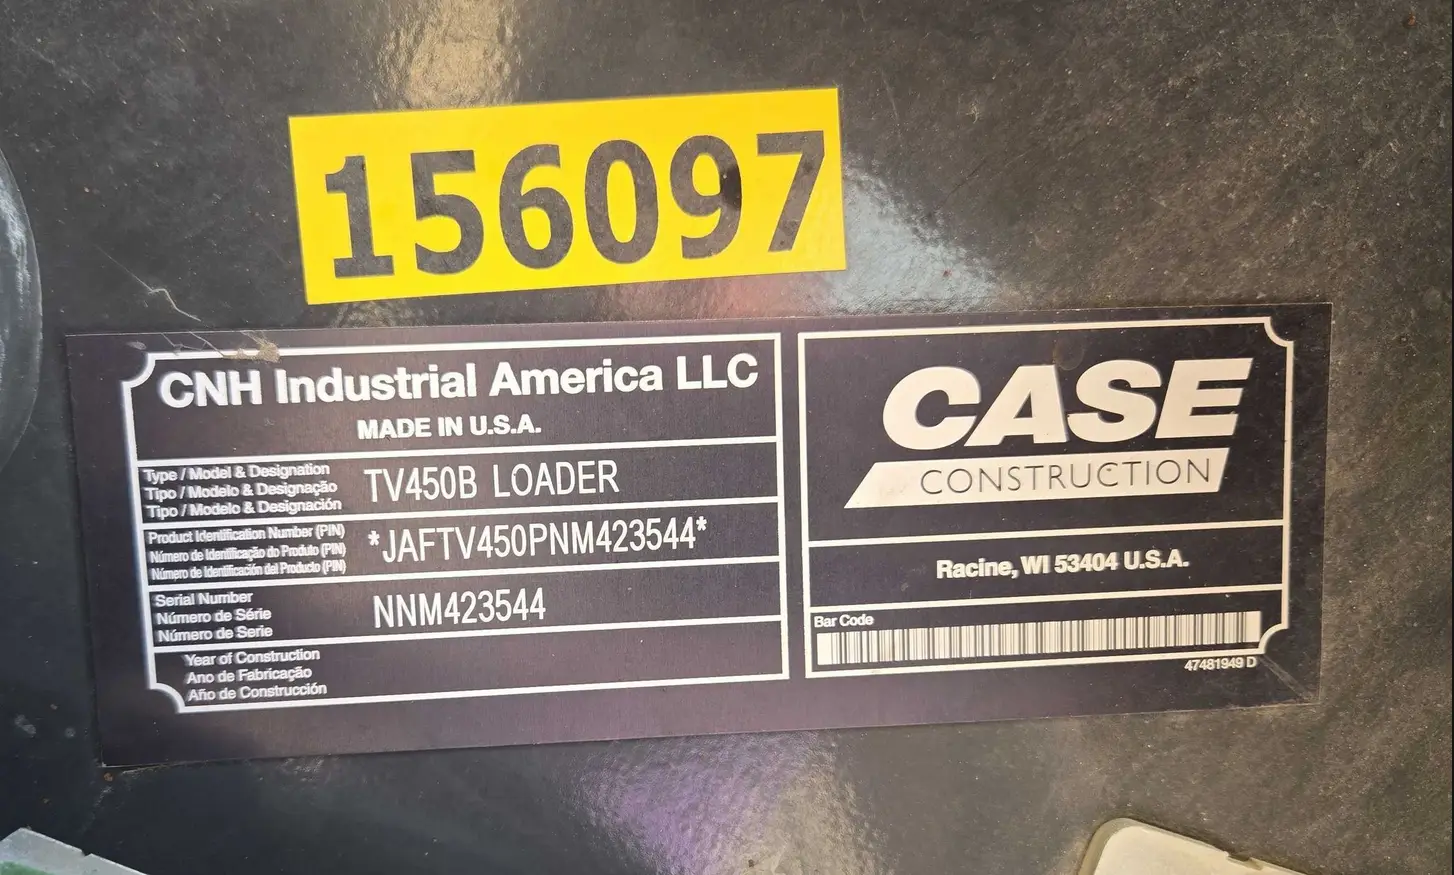 156097
CNH Industrial America LLC
MADE IN U.S.A.
Type / Model & Designation
Tipo / Modelo & Designação
Tipo / Modelo & Designación
TV450B LOADER
Product Identification Number (PIN)
Número de Identificação do Produto (PIN)
Número de Identificación del Producto (PIN)
*JAFTV450PNM423544*
Serial Number
Número de Série
Número de Serie
NNM423544
Year of Construction
Ano de Fabricação
Año de Construcción
CASE
CONSTRUCTION
Racine, WI 53404 U.S.A.
Bar Code
47481949 D